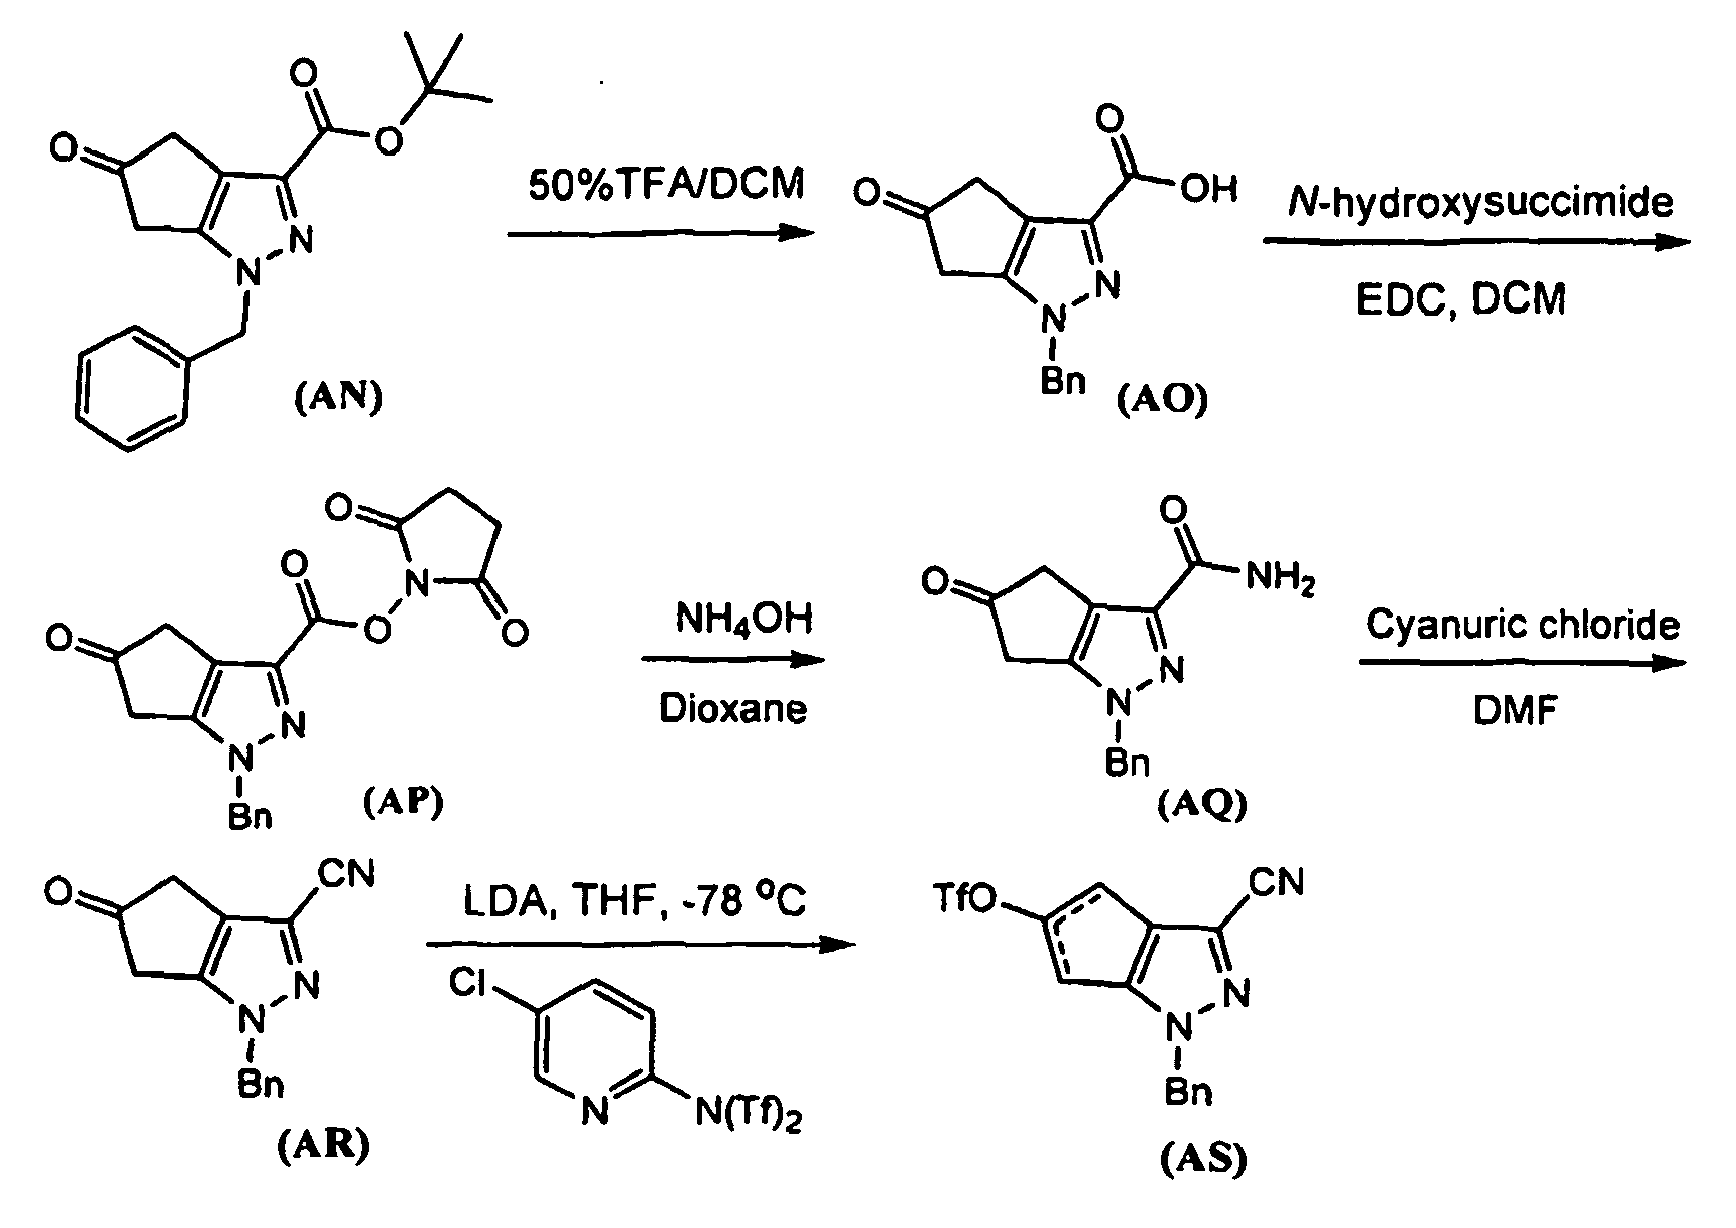 O
O
O
50%TFA/DCM
N
N
(AN)
O
O
OH
N
N
Bn
(AO)
N-hydroxysuccimide
EDC, DCM
O
N
O
O
O
O
N
N
Bn
(AP)
NH4OH
Dioxane
O
O
NH2
N
N
Bn
(AQ)
Cyanuric chloride
DMF
O
CN
N
N
Bn
(AR)
LDA, THF, -78 °C
Cl
N
N(Tf)2
TfO
CN
N
N
Bn
(AS)